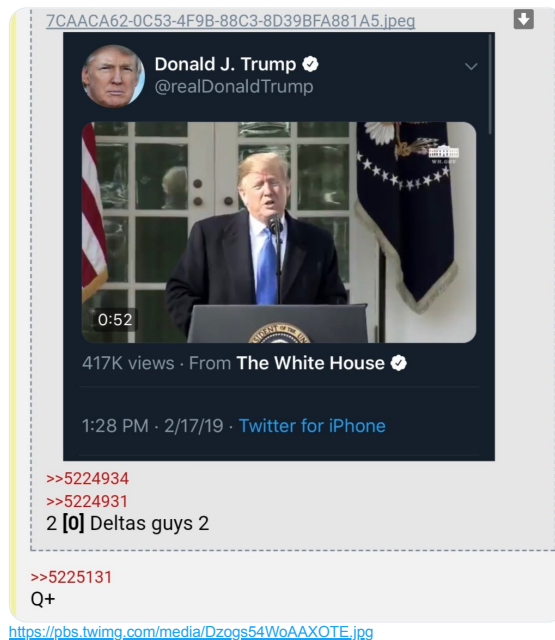 7CAACA62-0C53-4F9B-88C3-8D39BFA881A5.jpeg
Donald J. Trump
@realDonaldTrump
WH.GOV
0:52
417K views · From The White House
1:28 PM · 2/17/19 · Twitter for iPhone
>>5224934
>>5224931
2 [0] Deltas guys 2
>>5225131
Q+
https://pbs.twimg.com/media/Dzogs54WoAAXOTE.jpg